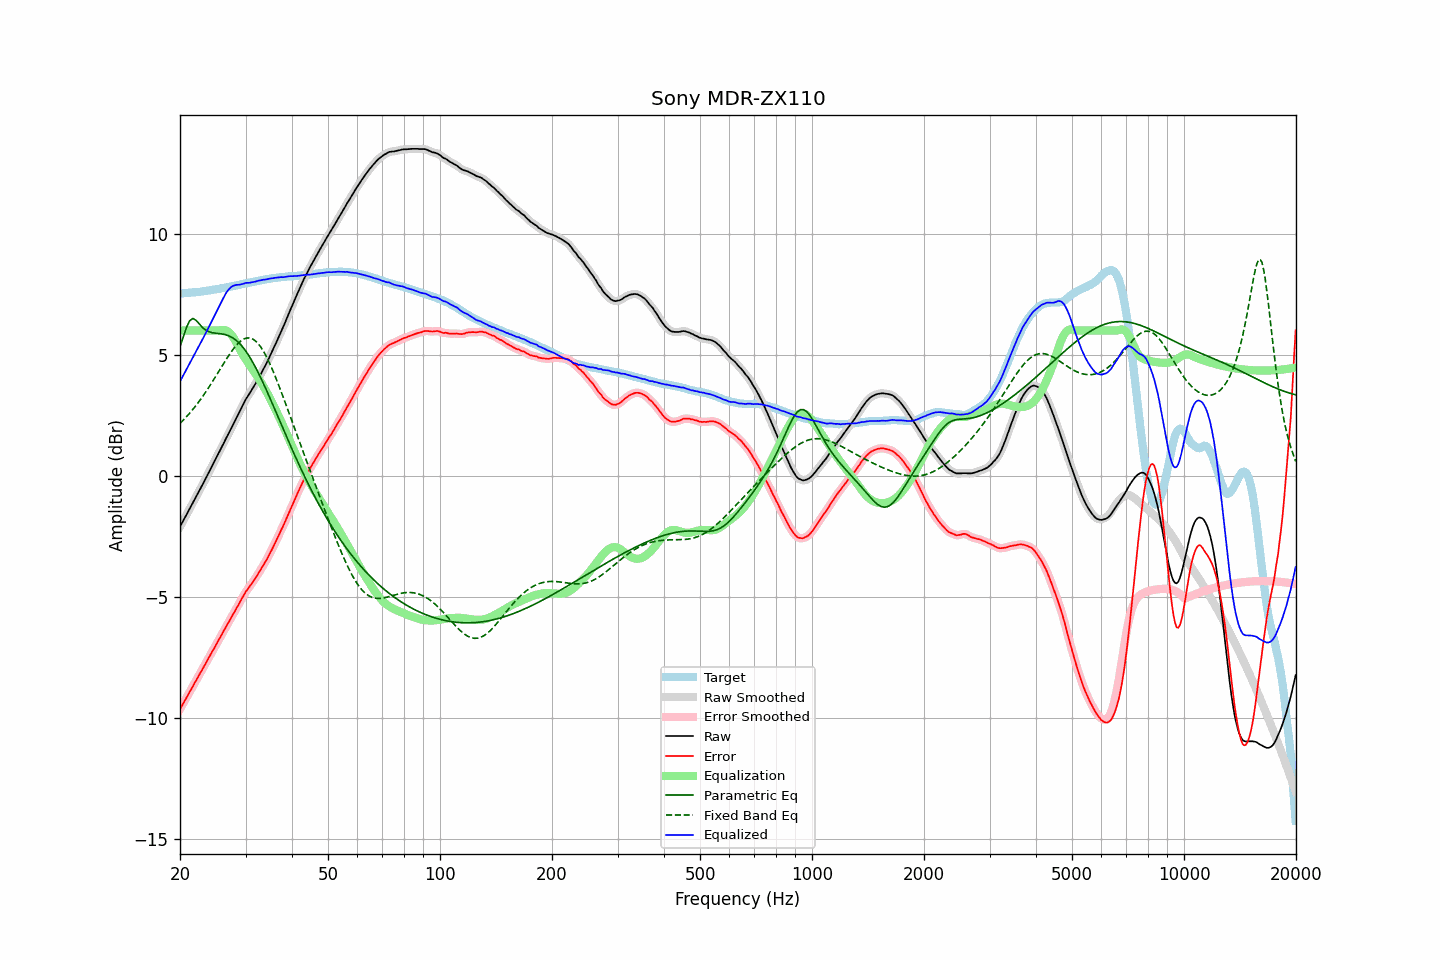 Sony MDR-ZX110
Amplitude (dBr)
10
5
0
−5
−10
−15
20
50
100
200
500
1000
2000
5000
10000
20000
Frequency (Hz)
Target
Raw Smoothed
Error Smoothed
Raw
Error
Equalization
Parametric Eq
Fixed Band Eq
Equalized